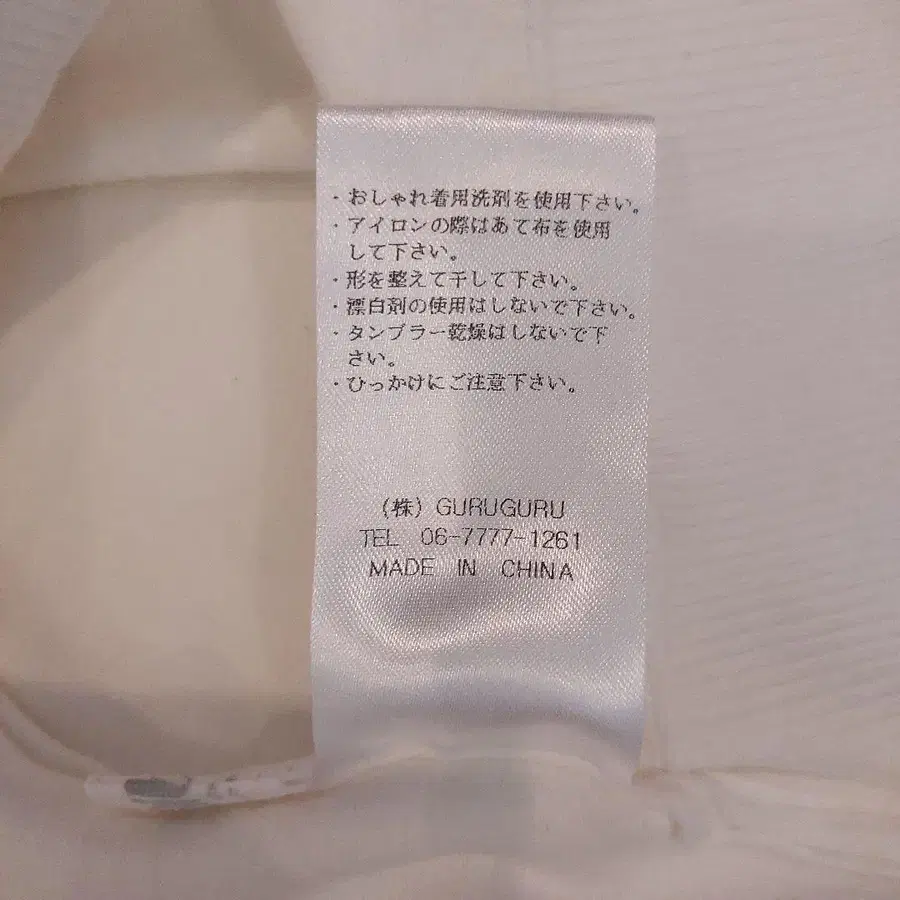 ・おしゃれ着用洗剤を使用下さい。
・アイロンの際はあて布を使用
して下さい。
・形を整えて干して下さい。
・漂白剤の使用はしないで下さい。
・タンブラー乾燥はしないで下
さい。
・ひっかけにご注意下さい。
(株) GURUGURU
TEL 06-7777-1261
MADE IN CHINA